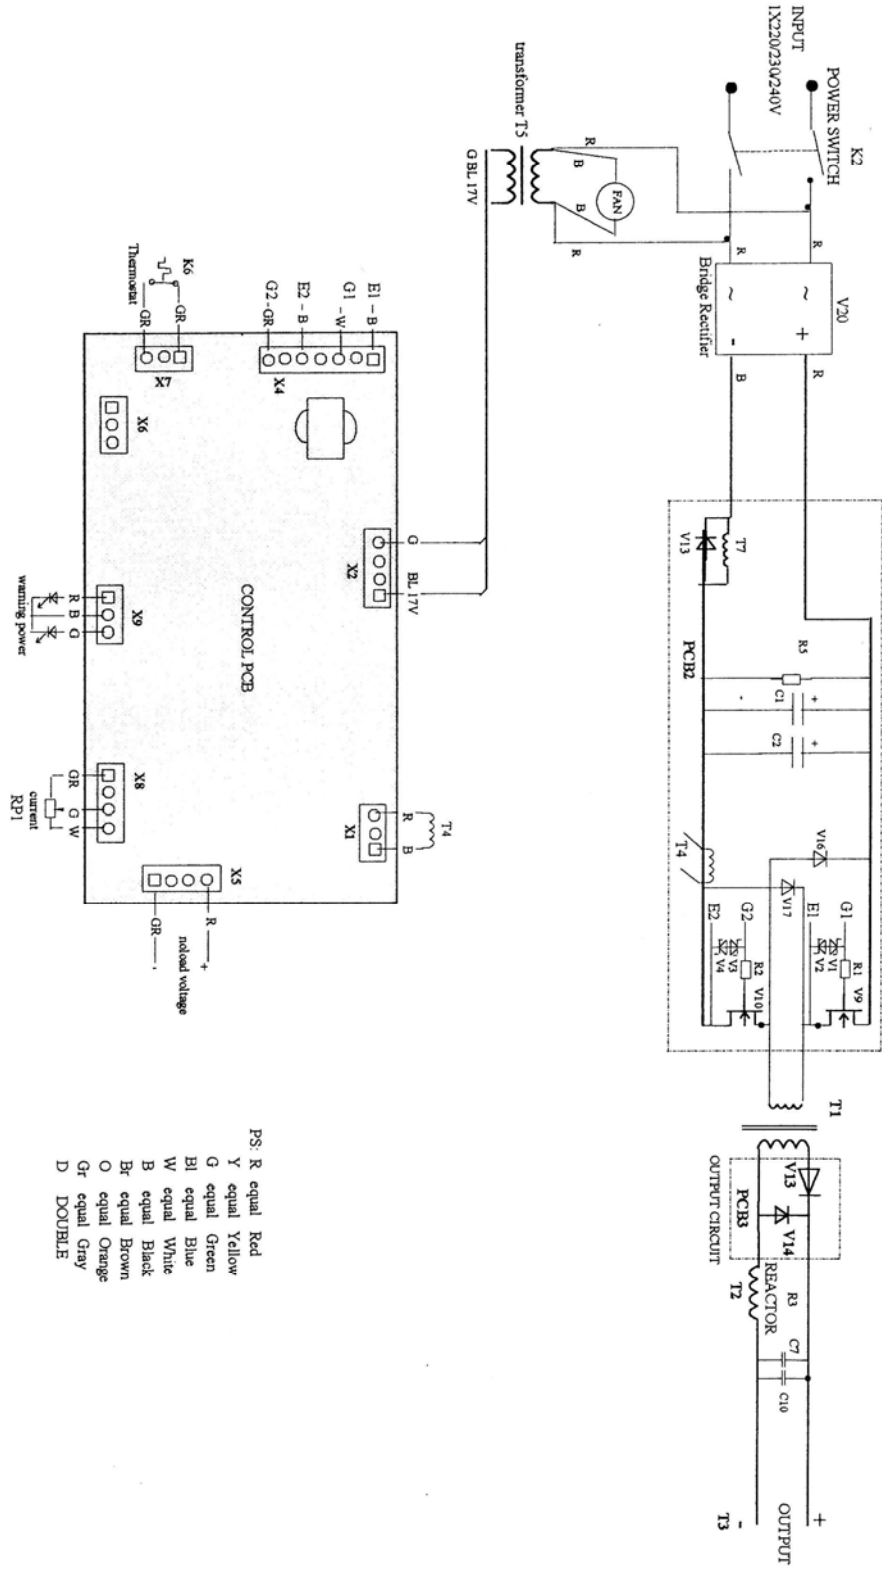 INPUT
1X220/230/240V
POWER SWITCH
K2
R
R
V20
~
+
~
-
Bridge Rectifier
R
B
R
B
FAN
B
R
transformer T5
G BL 17V
T7
V13
PCB2
R5
C1
+
-
C2
+
V16
V17
T4
G1
E1
G2
E2
R1
V1
V2
V9
R2
V3
V4
V10
T1
V13
V14
PCB3
OUTPUT CIRCUIT
REACTOR
T2
R3
C7
C10
+
OUTPUT
-
T3
E1 - B
G1 - W
E2 - B
G2 - GR
X4
K6
Thermostat
GR
GR
X7
X6
G
BL 17V
X2
CONTROL PCB
X9
R
B
G
warning power
X8
GR
G
W
current
RP1
T4
R
B
X1
X5
R
+
GR
-
noload voltage
PS: R equal Red
Y equal Yellow
G equal Green
Bl equal Blue
W equal White
B equal Black
Br equal Brown
O equal Orange
Gr equal Gray
D DOUBLE